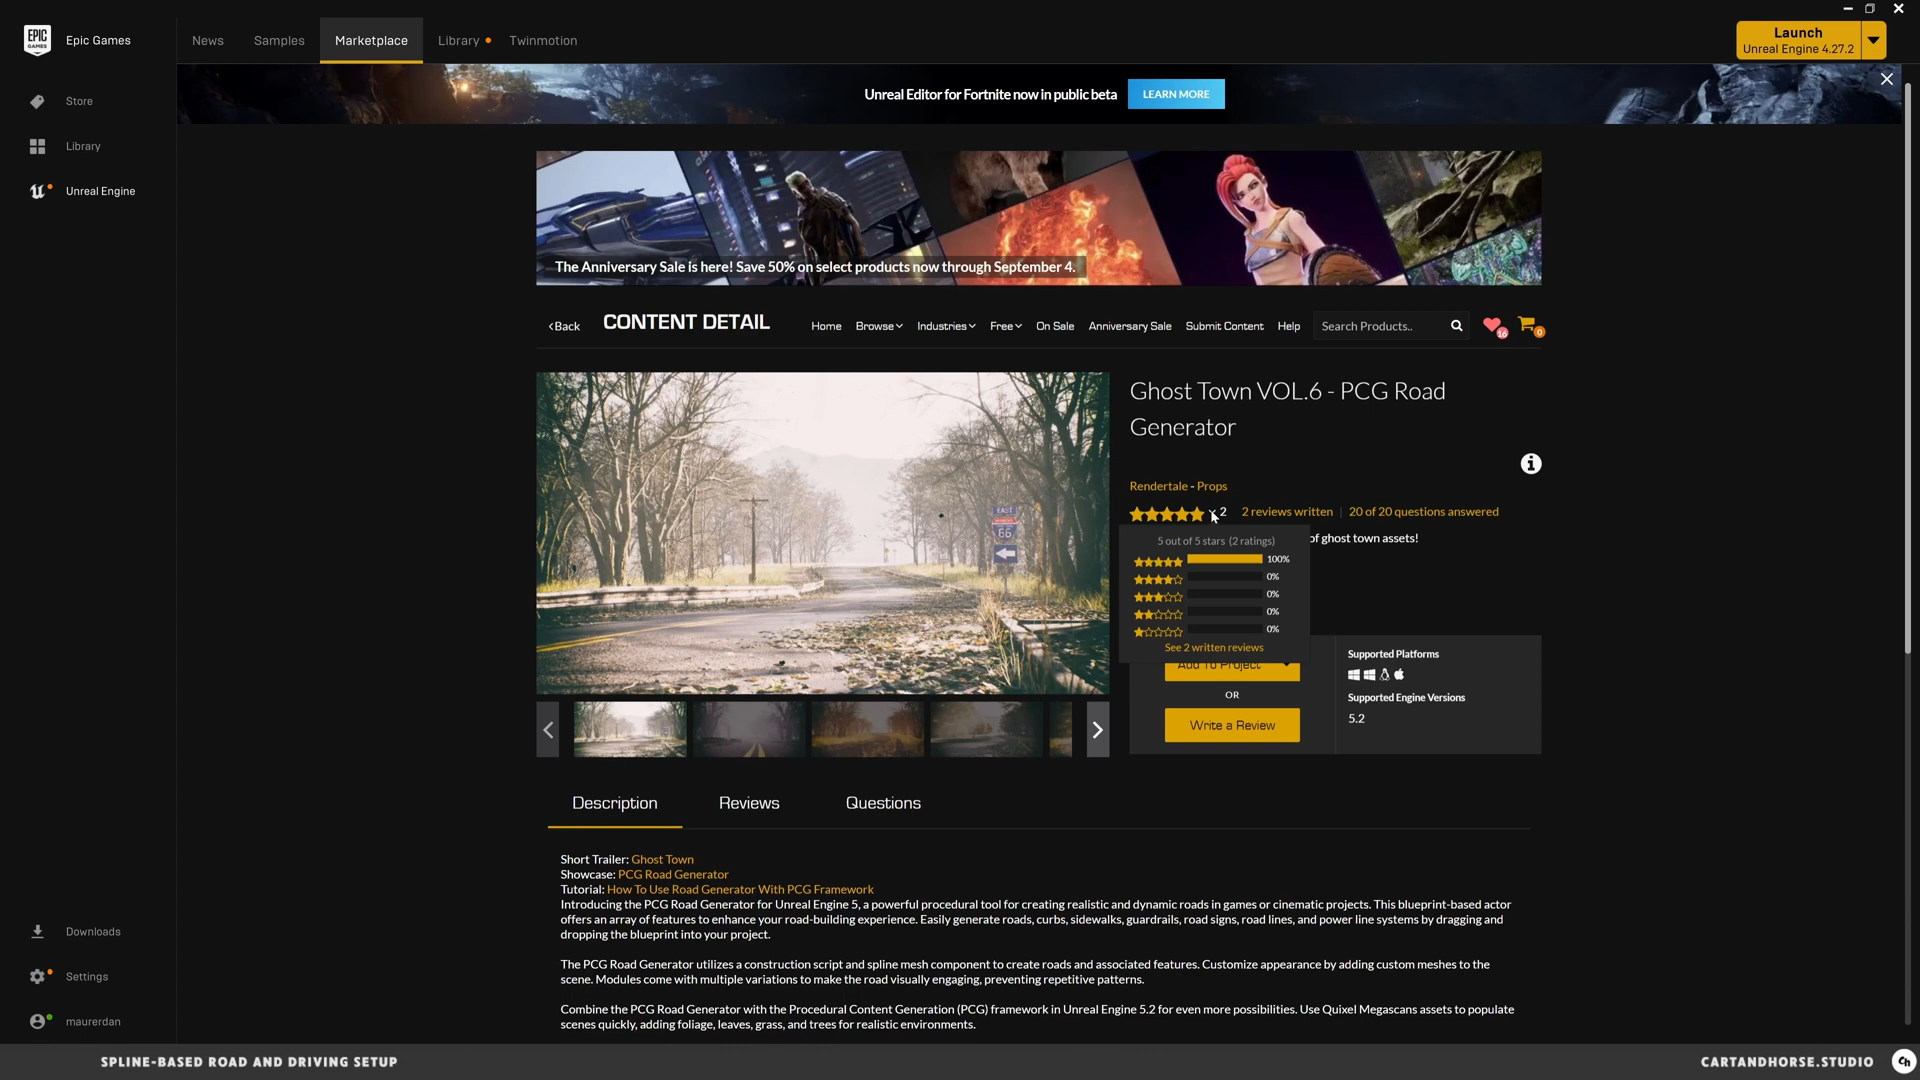 EPIC GAMES
Epic Games
News
Samples
Marketplace
Library
Twinmotion
Launch
Unreal Engine 4.27.2
Store
Library
Unreal Engine
Unreal Editor for Fortnite now in public beta
LEARN MORE
The Anniversary Sale is here! Save 50% on select products now through September 4.
Back
CONTENT DETAIL
Home
Browse
Industries
Free
On Sale
Anniversary Sale
Submit Content
Help
Search Products..
16
0
EAST
66
Ghost Town VOL.6 - PCG Road
Generator
Rendertale - Props
2
2 reviews written
20 of 20 questions answered
of ghost town assets!
5 out of 5 stars (2 ratings)
100%
0%
0%
0%
0%
See 2 written reviews
Add To Project
OR
Write a Review
Supported Platforms
Supported Engine Versions
5.2
Description
Reviews
Questions
Short Trailer: Ghost Town
Showcase: PCG Road Generator
Tutorial: How To Use Road Generator With PCG Framework
Introducing the PCG Road Generator for Unreal Engine 5, a powerful procedural tool for creating realistic and dynamic roads in games or cinematic projects. This blueprint-based actor
offers an array of features to enhance your road-building experience. Easily generate roads, curbs, sidewalks, guardrails, road signs, road lines, and power line systems by dragging and
dropping the blueprint into your project.
The PCG Road Generator utilizes a construction script and spline mesh component to create roads and associated features. Customize appearance by adding custom meshes to the
scene. Modules come with multiple variations to make the road visually engaging, preventing repetitive patterns.
Combine the PCG Road Generator with the Procedural Content Generation (PCG) framework in Unreal Engine 5.2 for even more possibilities. Use Quixel Megascans assets to populate
scenes quickly, adding foliage, leaves, grass, and trees for realistic environments.
Downloads
Settings
maurerdan
SPLINE-BASED ROAD AND DRIVING SETUP
CARTANDHORSE.STUDIO